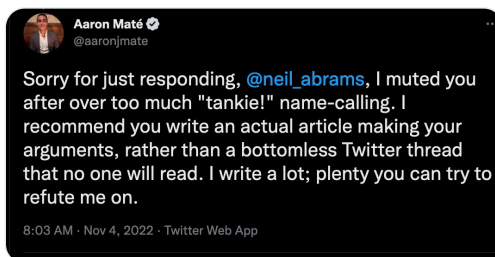 Aaron Maté
@aaronjmate
Sorry for just responding, @neil_abrams, I muted you
after over too much "tankie!" name-calling. I
recommend you write an actual article making your
arguments, rather than a bottomless Twitter thread
that no one will read. I write a lot; plenty you can try to
refute me on.
8:03 AM · Nov 4, 2022 · Twitter Web App